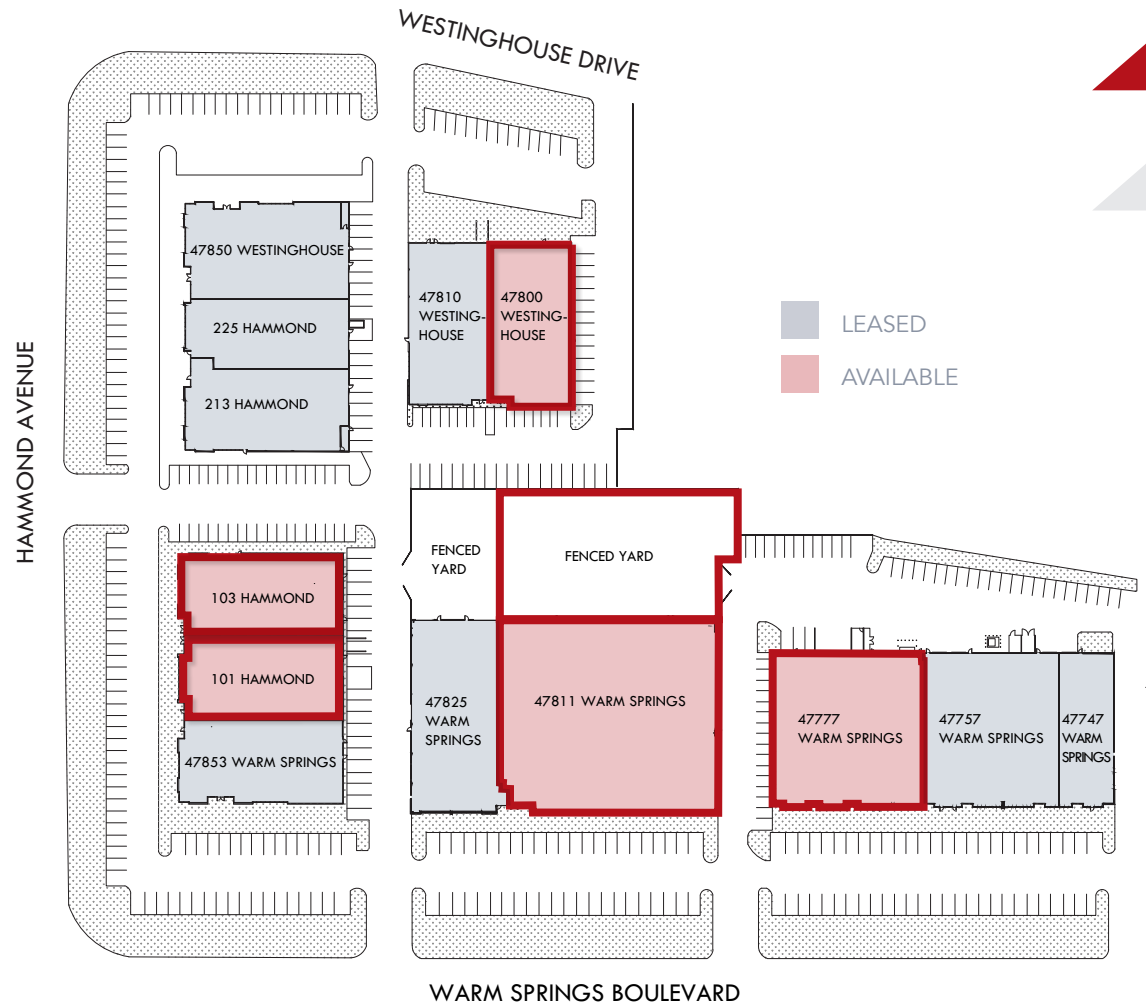 WESTINGHOUSE DRIVE
47850 WESTINGHOUSE
225 HAMMOND
213 HAMMOND
47810
WESTING-
HOUSE
47800
WESTING-
HOUSE
LEASED
AVAILABLE
HAMMOND AVENUE
FENCED
YARD
FENCED YARD
103 HAMMOND
101 HAMMOND
47853 WARM SPRINGS
47825
WARM
SPRINGS
47811 WARM SPRINGS
47777
WARM SPRINGS
47757
WARM SPRINGS
47747
WARM
SPRINGS
WARM SPRINGS BOULEVARD